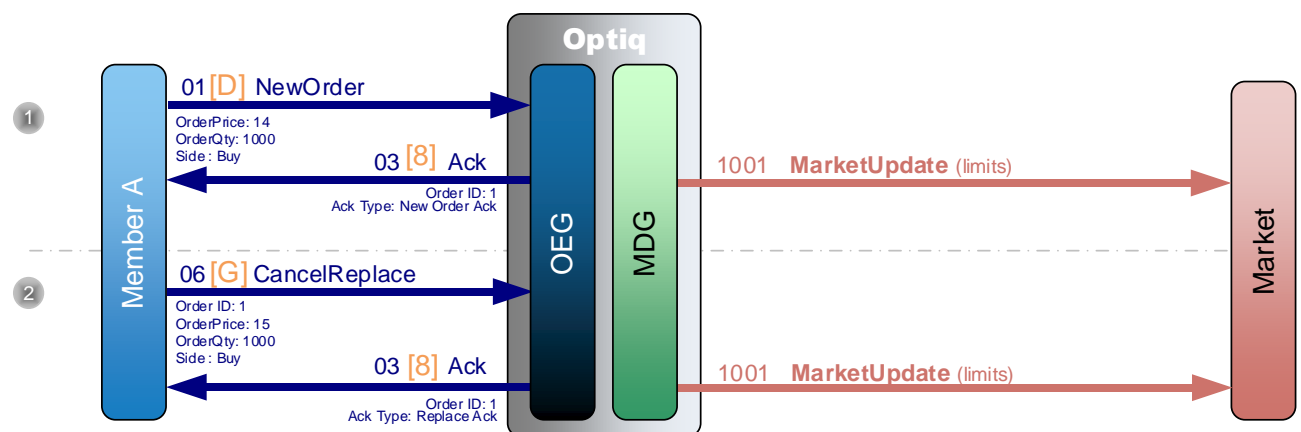 Optiq
1
Member A
01 [D] NewOrder
OrderPrice: 14
OrderQty: 1000
Side : Buy
03 [8] Ack
Order ID: 1
Ack Type: New Order Ack
OEG
MDG
1001 MarketUpdate (limits)
Market
2
06 [G] CancelReplace
Order ID: 1
OrderPrice: 15
OrderQty: 1000
Side : Buy
03 [8] Ack
Order ID: 1
Ack Type: Replace Ack
1001 MarketUpdate (limits)